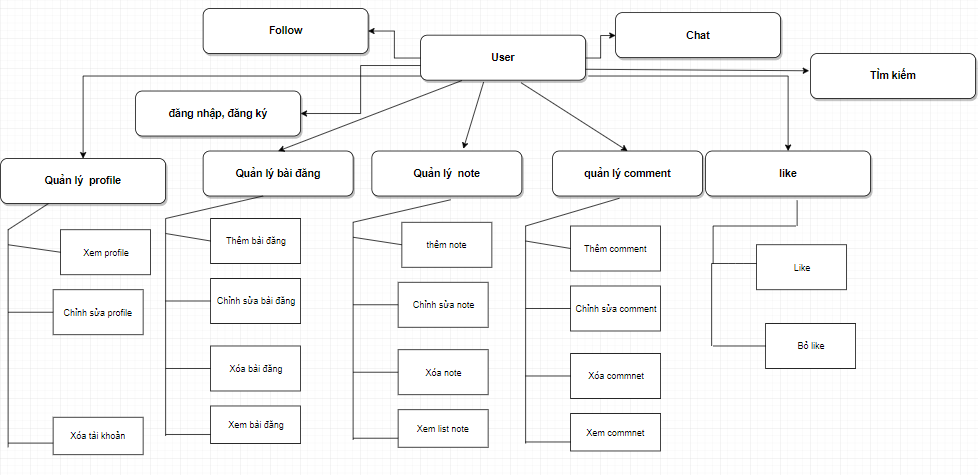 Follow
User
Chat
TÌm kiếm
đăng nhập, đăng ký
Quản lý profile
Quản lý bài đăng
Quản lý note
quản lý comment
like
Xem profile
Chỉnh sửa profile
Xóa tài khoản
Thêm bài đăng
Chỉnh sửa bài đăng
Xóa bài đăng
Xem bài đăng
thêm note
Chỉnh sửa note
Xóa note
Xem list note
Thêm comment
Chỉnh sửa comment
Xóa commnet
Xem commnet
Like
Bỏ like